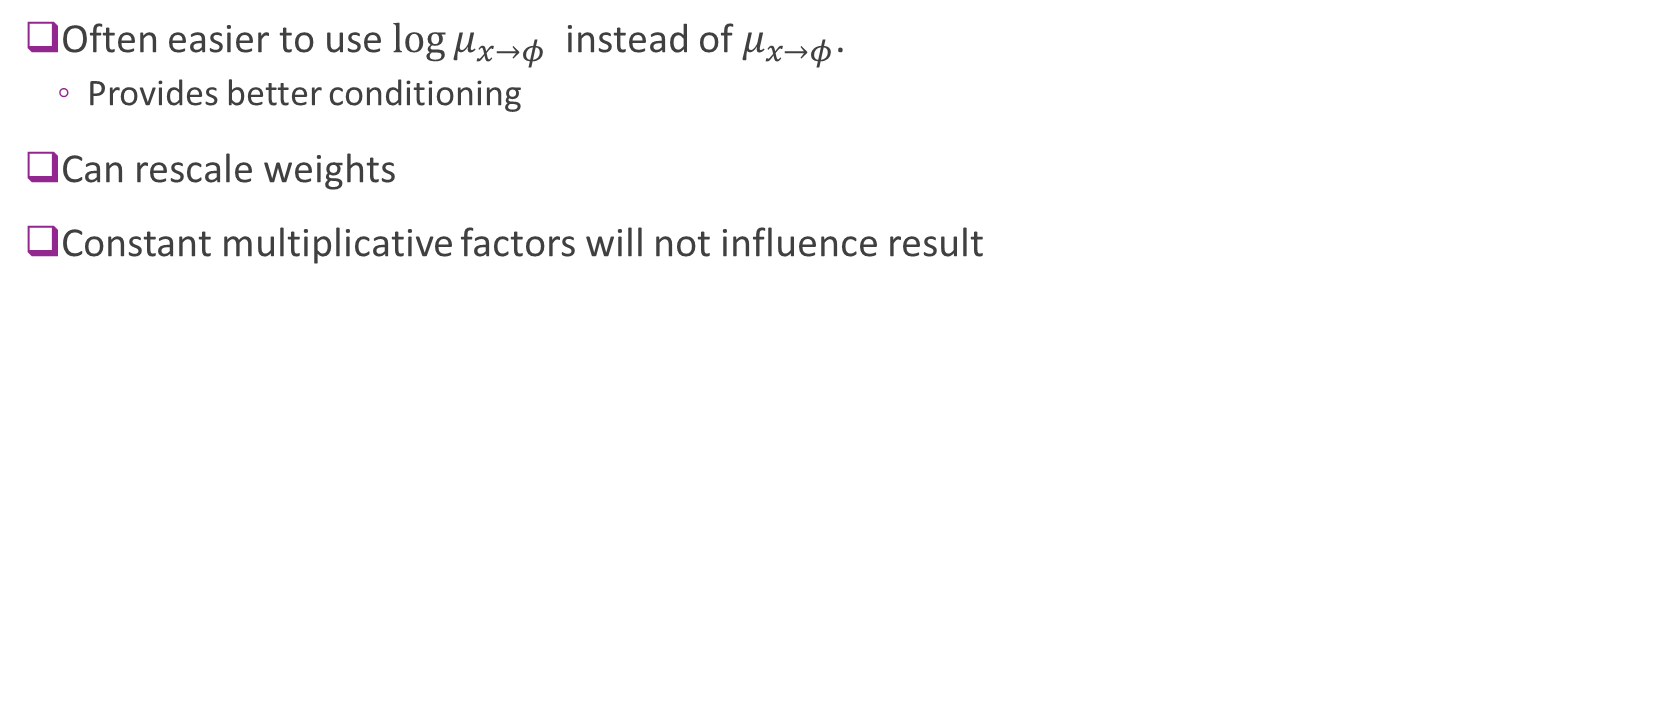 ❑Often easier to use log μ_{x→ϕ} instead of μ_{x→ϕ}.
◦ Provides better conditioning
❑Can rescale weights
❑Constant multiplicative factors will not influence result